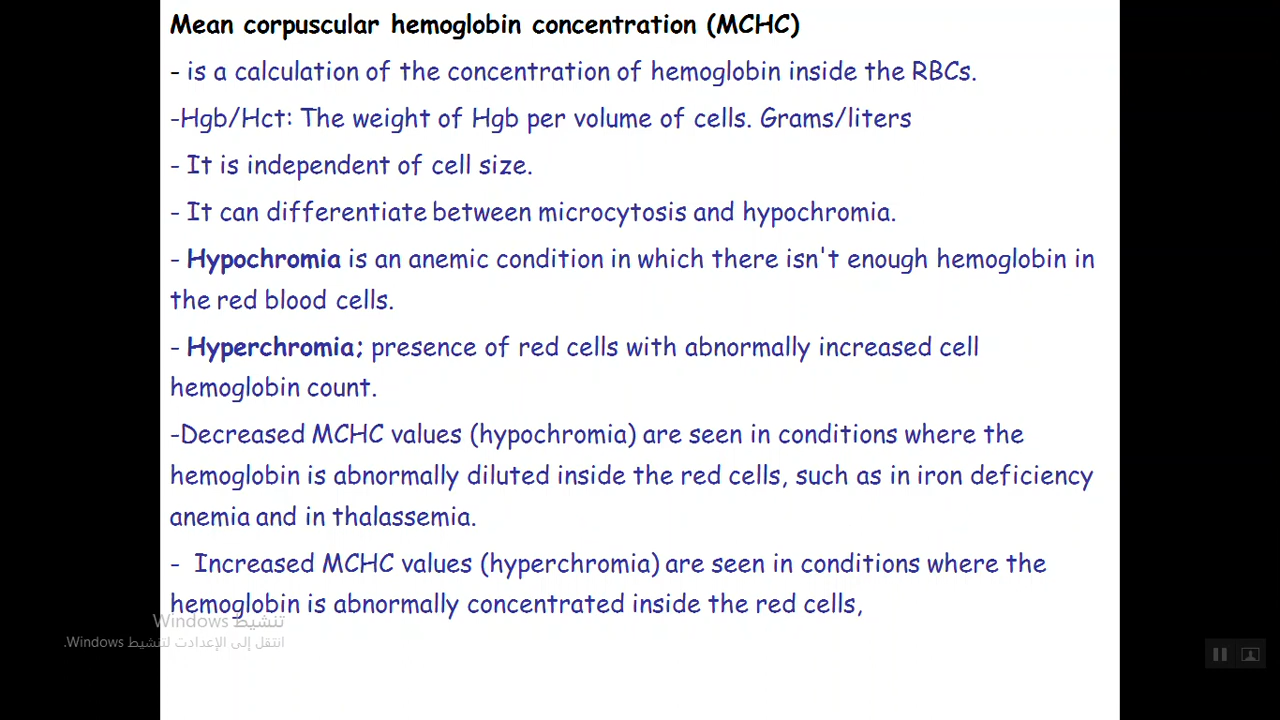 Mean corpuscular hemoglobin concentration (MCHC)
- is a calculation of the concentration of hemoglobin inside the RBCs.
-Hgb/Hct: The weight of Hgb per volume of cells. Grams/liters
- It is independent of cell size.
- It can differentiate between microcytosis and hypochromia.
- Hypochromia is an anemic condition in which there isn't enough hemoglobin in
the red blood cells.
- Hyperchromia; presence of red cells with abnormally increased cell
hemoglobin count.
-Decreased MCHC values (hypochromia) are seen in conditions where the
hemoglobin is abnormally diluted inside the red cells, such as in iron deficiency
anemia and in thalassemia.
- Increased MCHC values (hyperchromia) are seen in conditions where the
hemoglobin is abnormally concentrated inside the red cells,
تنشيط Windows
انتقل إلى الإعدادت لتنشيط Windows.